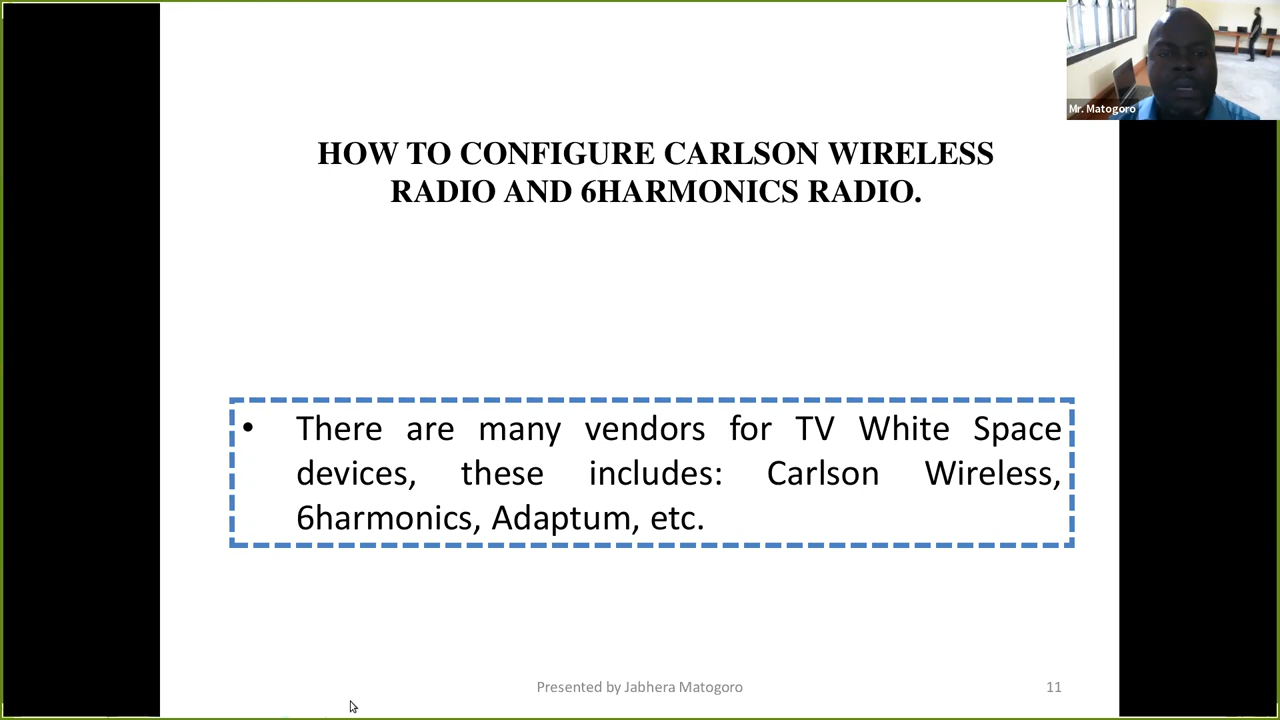 Mr. Matogoro
HOW TO CONFIGURE CARLSON WIRELESS
RADIO AND 6HARMONICS RADIO.
• There are many vendors for TV White Space
devices, these includes: Carlson Wireless,
6harmonics, Adaptum, etc.
Presented by Jabhera Matogoro
11